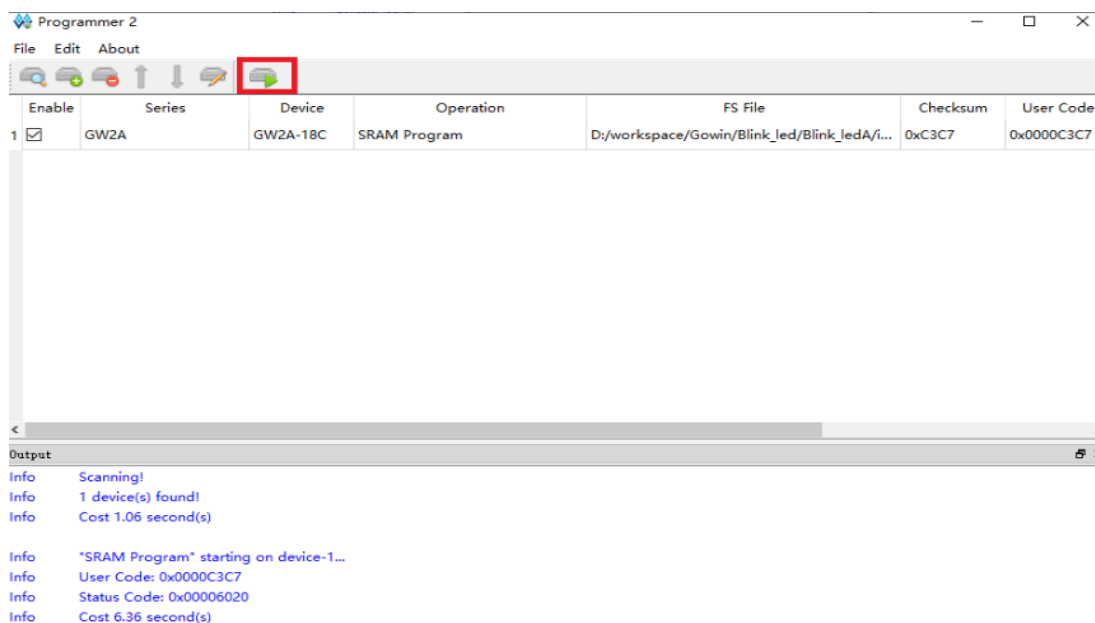 Programmer 2
File Edit About
Enable Series Device Operation FS File Checksum User Code
1 GW2A GW2A-18C SRAM Program D:/workspace/Gowin/Blink_led/Blink_ledA/i... 0xC3C7 0x0000C3C7
Output
Info Scanning!
Info 1 device(s) found!
Info Cost 1.06 second(s)
Info "SRAM Program" starting on device-1...
Info User Code: 0x0000C3C7
Info Status Code: 0x00006020
Info Cost 6.36 second(s)